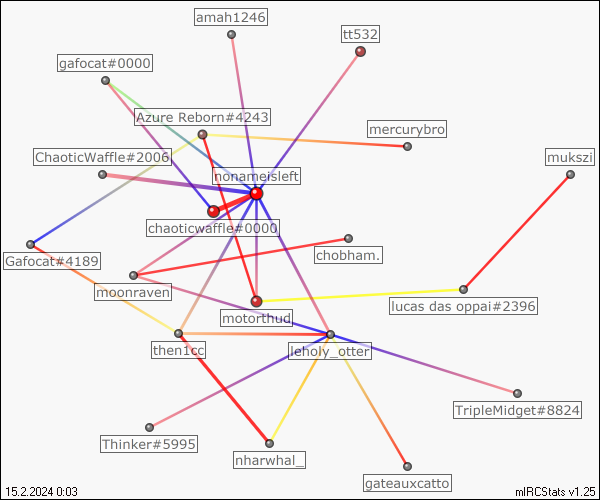 amah1246
tt532
gafocat#0000
Azure Reborn#4243
mercurybro
ChaoticWaffle#2006
mukszi
nonameisleft
chaoticwaffle#0000
chobham.
Gafocat#4189
moonraven
lucas das oppai#2396
motorthud
then1cc
leholy_otter
TripleMidget#8824
Thinker#5995
nharwhal_
gateauxcatto
15.2.2024 0:03
mIRCStats v1.25